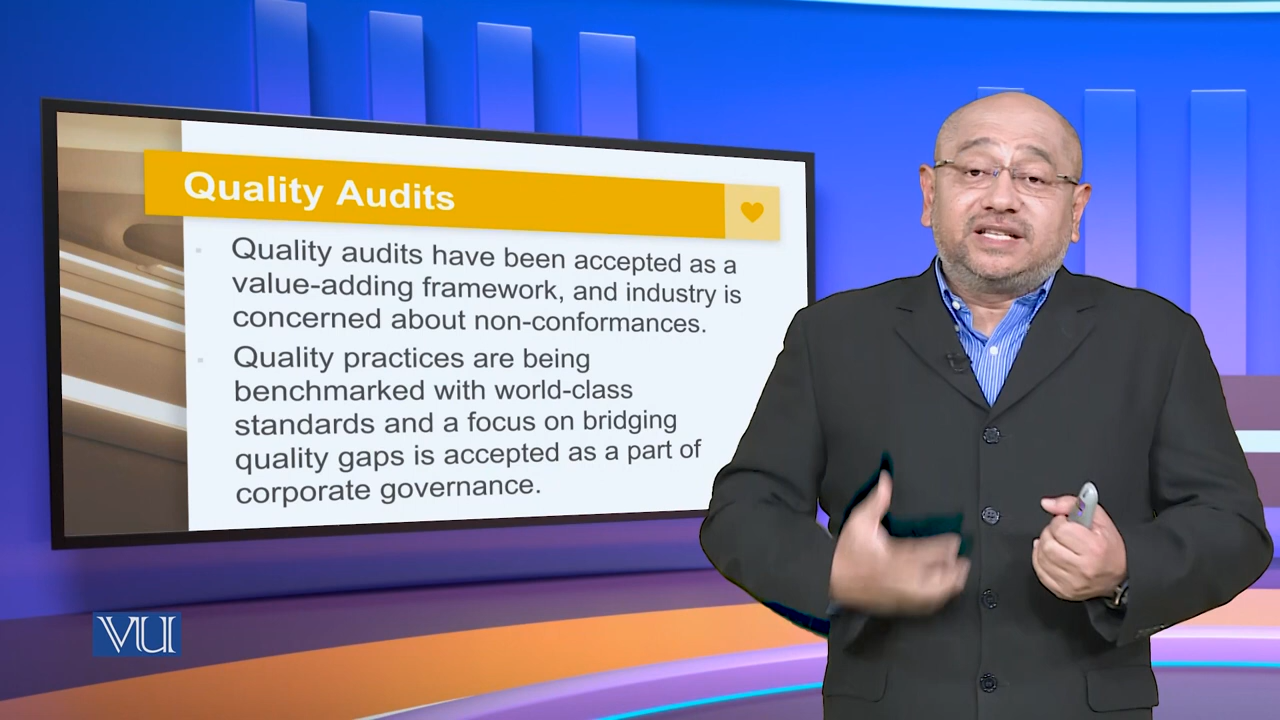 Quality Audits
Quality audits have been accepted as a
value-adding framework, and industry is
concerned about non-conformances.
Quality practices are being
benchmarked with world-class
standards and a focus on bridging
quality gaps is accepted as a part of
corporate governance.
VU